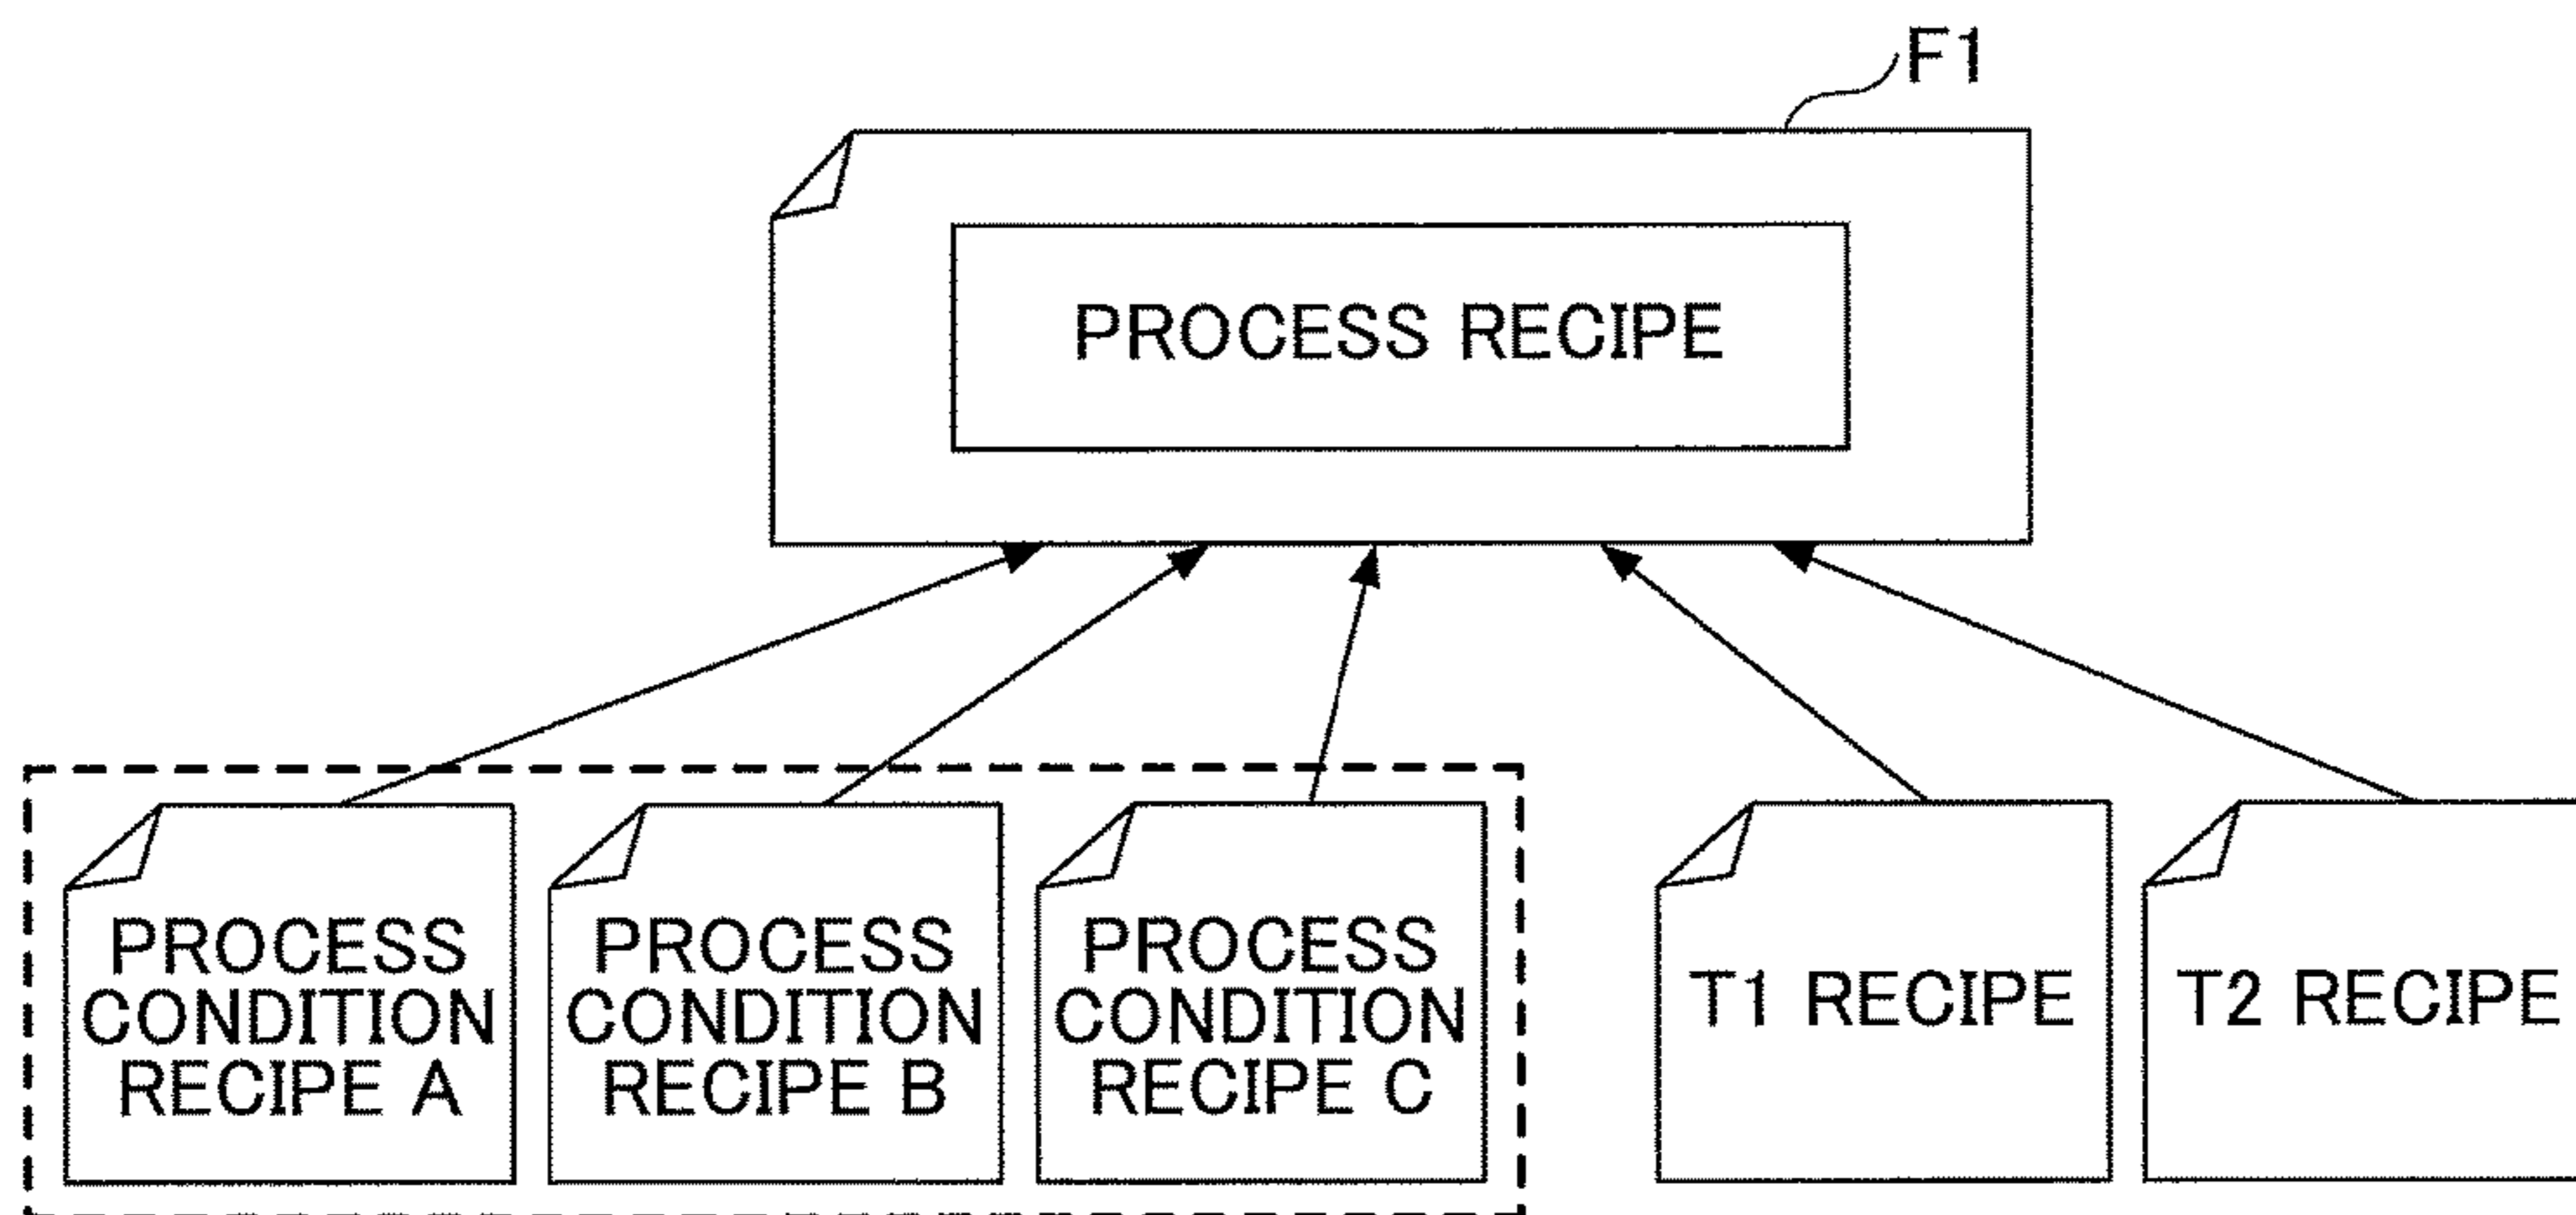 F1
PROCESS RECIPE
PROCESS
CONDITION
RECIPE A
PROCESS
CONDITION
RECIPE B
PROCESS
CONDITION
RECIPE C
T1 RECIPE
T2 RECIPE